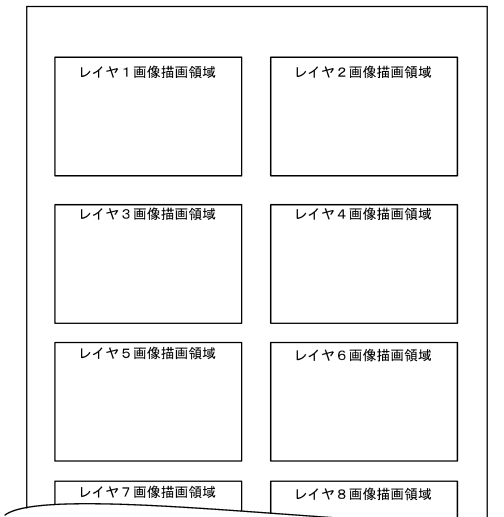 レイヤ１画像描画領域
レイヤ２画像描画領域
レイヤ３画像描画領域
レイヤ４画像描画領域
レイヤ５画像描画領域
レイヤ６画像描画領域
レイヤ７画像描画領域
レイヤ８画像描画領域